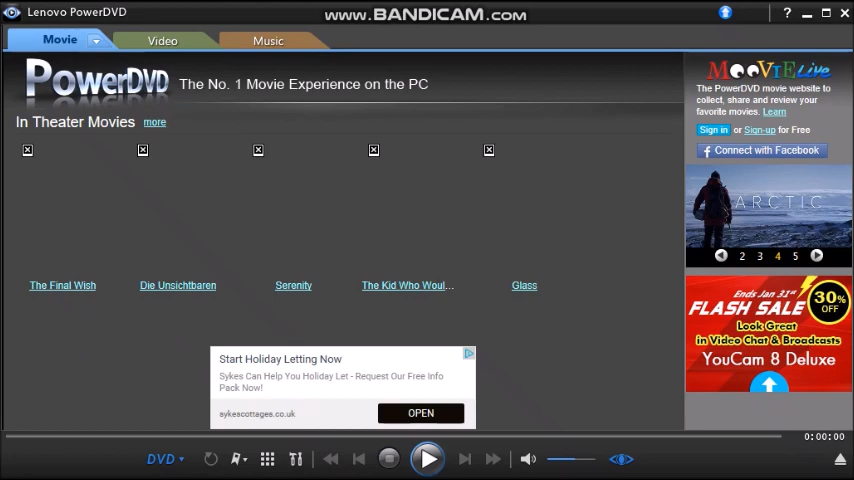 Lenovo PowerDVD
www.BANDICAM.com
?
Movie
Video
Music
PowerDVD
The No. 1 Movie Experience on the PC
In Theater Movies more
The Final Wish
Die Unsichtbaren
Serenity
The Kid Who Woul...
Glass
MOOVIE Live
The PowerDVD movie website to
collect, share and review your
favorite movies. Learn
Sign in or Sign-up for Free
f Connect with Facebook
ARCTIC
2 3 4 5
Ends Jan 31st
FLASH SALE
30%
OFF
Look Great
in Video Chat & Broadcasts
YouCam 8 Deluxe
Start Holiday Letting Now
Sykes Can Help You Holiday Let - Request Our Free Info
Pack Now!
sykescottages.co.uk
OPEN
0:00:00
DVD